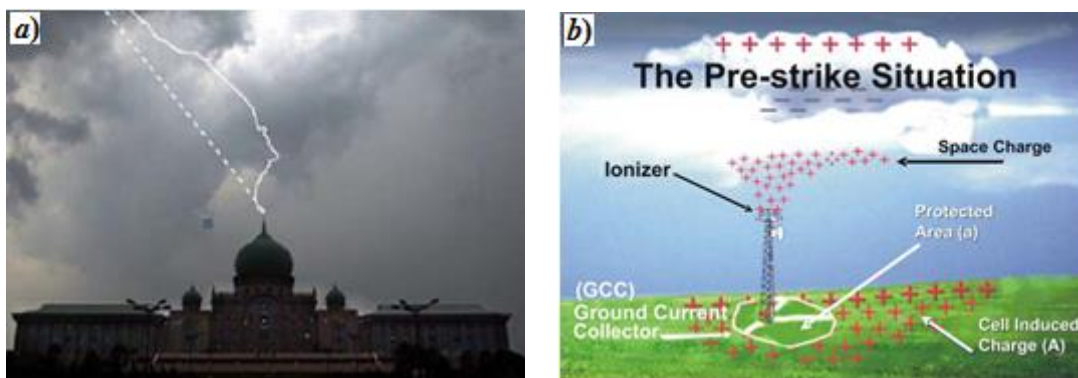 a)
b)
The Pre-strike Situation
Space Charge
Ionizer
Protected
Area (a)
(GCC)
Ground Current
Collector
Cell Induced
Charge (A)